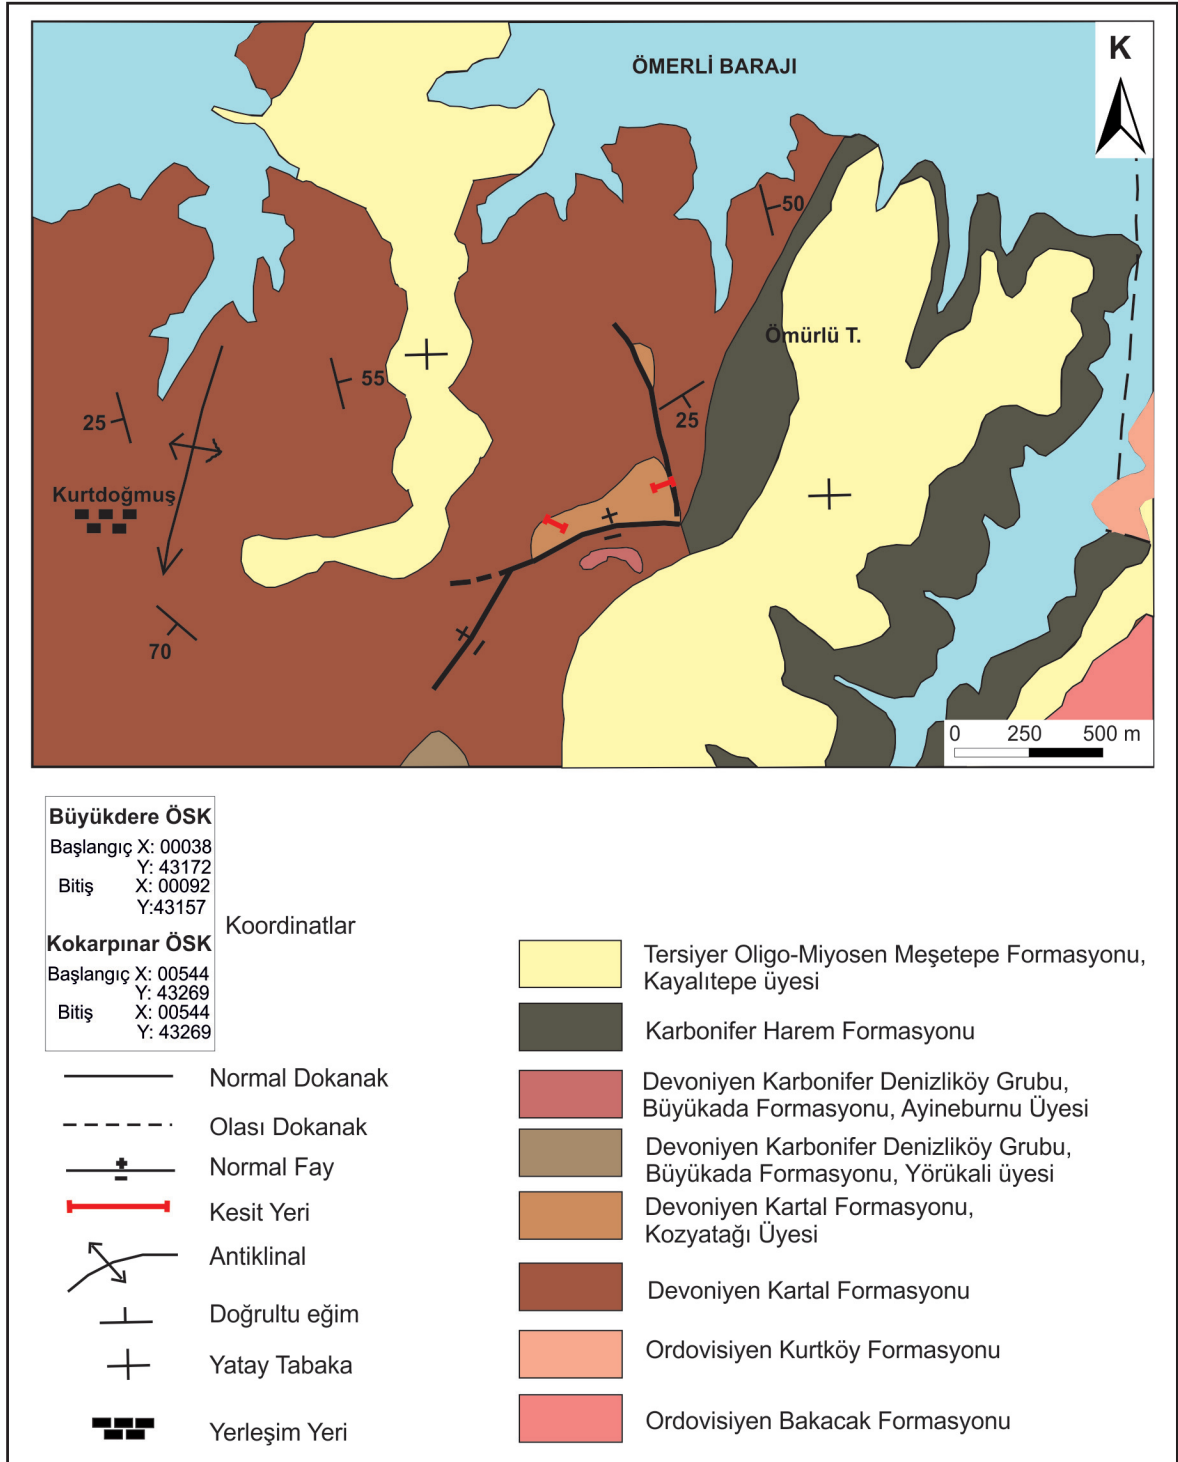 ÖMERLİ BARAJI
K
50
Ömürlü T.
55
25
25
Kurtdoğmuş
70
0 250 500 m
Büyükdere ÖSK
Başlangıç X: 00038
Y: 43172
Bitiş X: 00092
Y:43157
Kokarpınar ÖSK
Başlangıç X: 00544
Y: 43269
Bitiş X: 00544
Y: 43269
Koordinatlar
Normal Dokanak
Olası Dokanak
Normal Fay
Kesit Yeri
Antiklinal
Doğrultu eğim
Yatay Tabaka
Yerleşim Yeri
Tersiyer Oligo-Miyosen Meşetepe Formasyonu,
Kayalıtepe üyesi
Karbonifer Harem Formasyonu
Devoniyen Karbonifer Denizliköy Grubu,
Büyükada Formasyonu, Ayineburnu Üyesi
Devoniyen Karbonifer Denizliköy Grubu,
Büyükada Formasyonu, Yörükali üyesi
Devoniyen Kartal Formasyonu,
Kozyatağı Üyesi
Devoniyen Kartal Formasyonu
Ordovisiyen Kurtköy Formasyonu
Ordovisiyen Bakacak Formasyonu